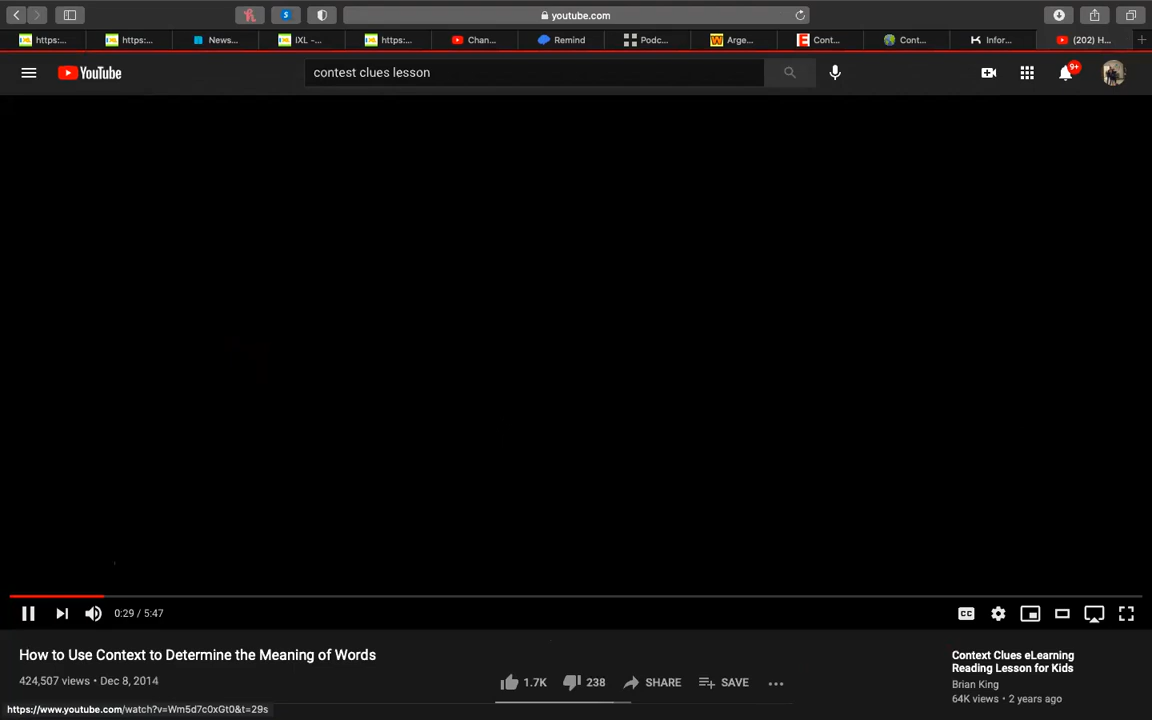 youtube.com
https:... https:... News... IXL -... https:... Chan... Remind Podc... Arge... Cont... Cont... Infor... (202) H...
YouTube contest clues lesson 9+
0:29 / 5:47 CC
How to Use Context to Determine the Meaning of Words
424,507 views • Dec 8, 2014 1.7K 238 SHARE SAVE
Context Clues eLearning
Reading Lesson for Kids
Brian King
64K views • 2 years ago
https://www.youtube.com/watch?v=Wm5d7c0xGt0&t=29s